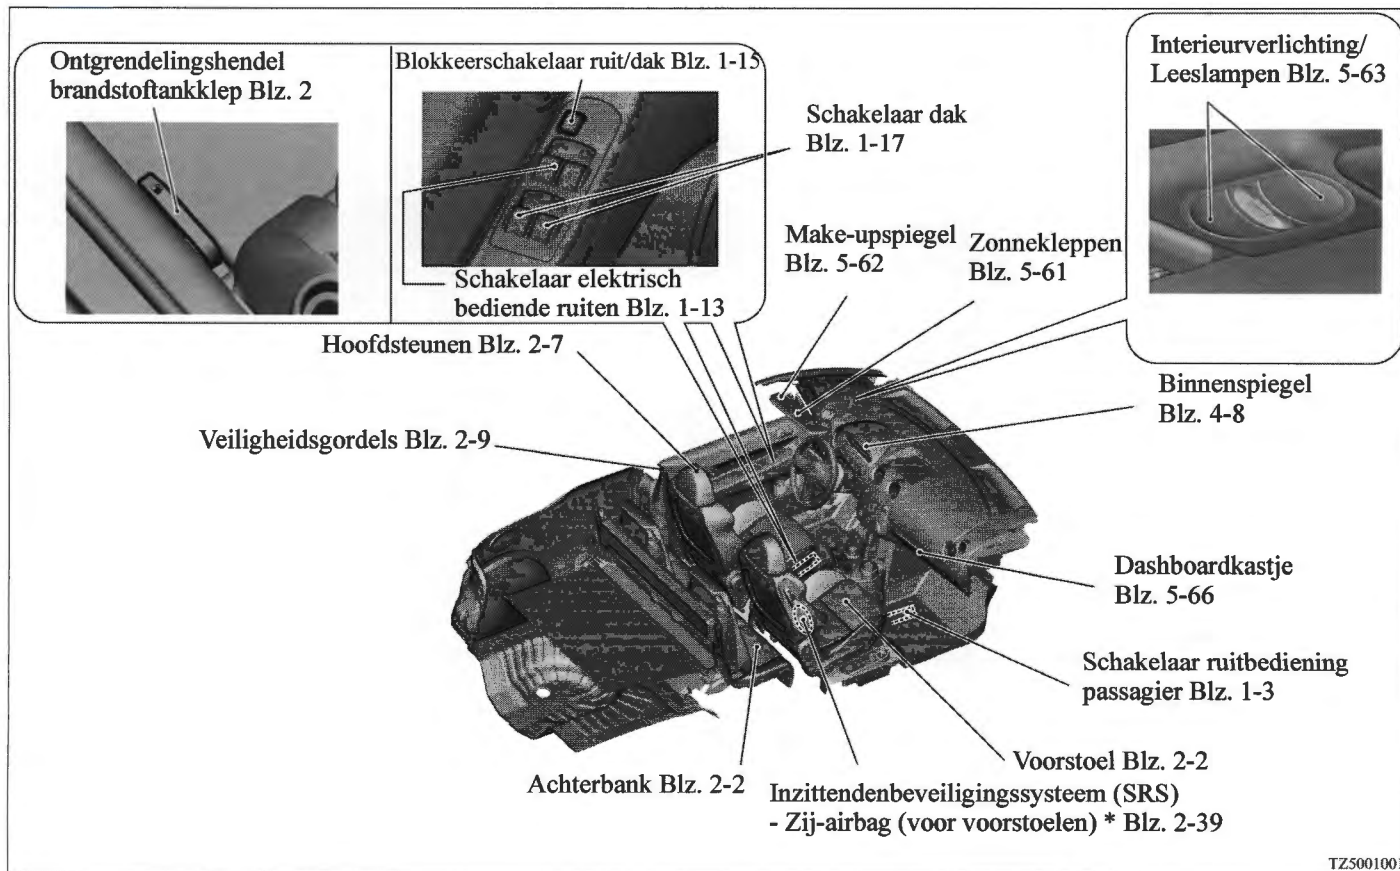 Ontgrendelingshendel
brandstoftankklep Blz. 2
Blokkeerschakelaar ruit/dak Blz. 1-15
Schakelaar dak
Blz. 1-17
Schakelaar elektrisch
bediende ruiten Blz. 1-13
Interieurverlichting/
Leeslampen Blz. 5-63
Make-upspiegel
Blz. 5-62
Zonnekleppen
Blz. 5-61
Hoofdsteunen Blz. 2-7
Binnenspiegel
Blz. 4-8
Veiligheidsgordels Blz. 2-9
Dashboardkastje
Blz. 5-66
Schakelaar ruitbediening
passagier Blz. 1-3
Voorstoel Blz. 2-2
Achterbank Blz. 2-2
Inzittendenbeveiligingssysteem (SRS)
- Zij-airbag (voor voorstoelen) * Blz. 2-39